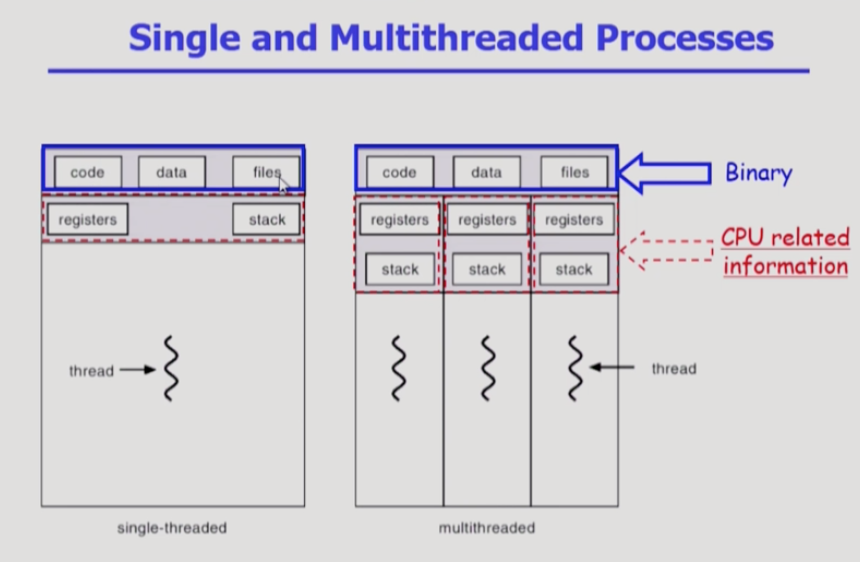 Single and Multithreaded Processes
code data files
registers stack
thread
single-threaded
code data files
registers registers registers
stack stack stack
thread
multithreaded
Binary
CPU related
information